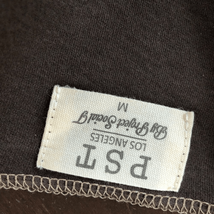 PST
LOS ANGELES
By Project Social T
M